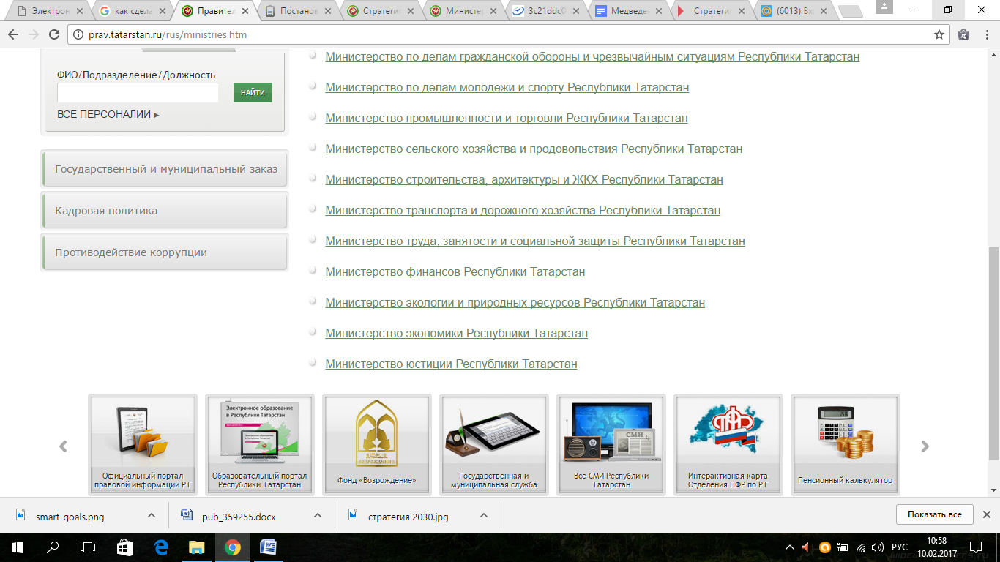 Электрон
как сдела
Правител
Постанов
Стратеги
Министер
3c21ddc0
Медведев
Стратегия
(6013) Вх
prav.tatarstan.ru/rus/ministries.htm
ФИО/Подразделение/Должность
НАЙТИ
ВСЕ ПЕРСОНАЛИИ ▸
Государственный и муниципальный заказ
Кадровая политика
Противодействие коррупции
Министерство по делам гражданской обороны и чрезвычайным ситуациям Республики Татарстан
Министерство по делам молодежи и спорту Республики Татарстан
Министерство промышленности и торговли Республики Татарстан
Министерство сельского хозяйства и продовольствия Республики Татарстан
Министерство строительства, архитектуры и ЖКХ Республики Татарстан
Министерство транспорта и дорожного хозяйства Республики Татарстан
Министерство труда, занятости и социальной защиты Республики Татарстан
Министерство финансов Республики Татарстан
Министерство экологии и природных ресурсов Республики Татарстан
Министерство экономики Республики Татарстан
Министерство юстиции Республики Татарстан
Официальный портал
правовой информации РТ
Электронное образование
в Республике Татарстан
Образовательный портал
Республики Татарстан
ВОЗРОЖДЕНИЕ
Фонд «Возрождение»
Государственная и
муниципальная служба
СМИ
Все СМИ Республики
Татарстан
Интерактивная карта
Отделения ПФР по РТ
Пенсионный калькулятор
smart-goals.png
pub_359255.docx
стратегия 2030.jpg
Показать все
РУС
10:58
10.02.2017